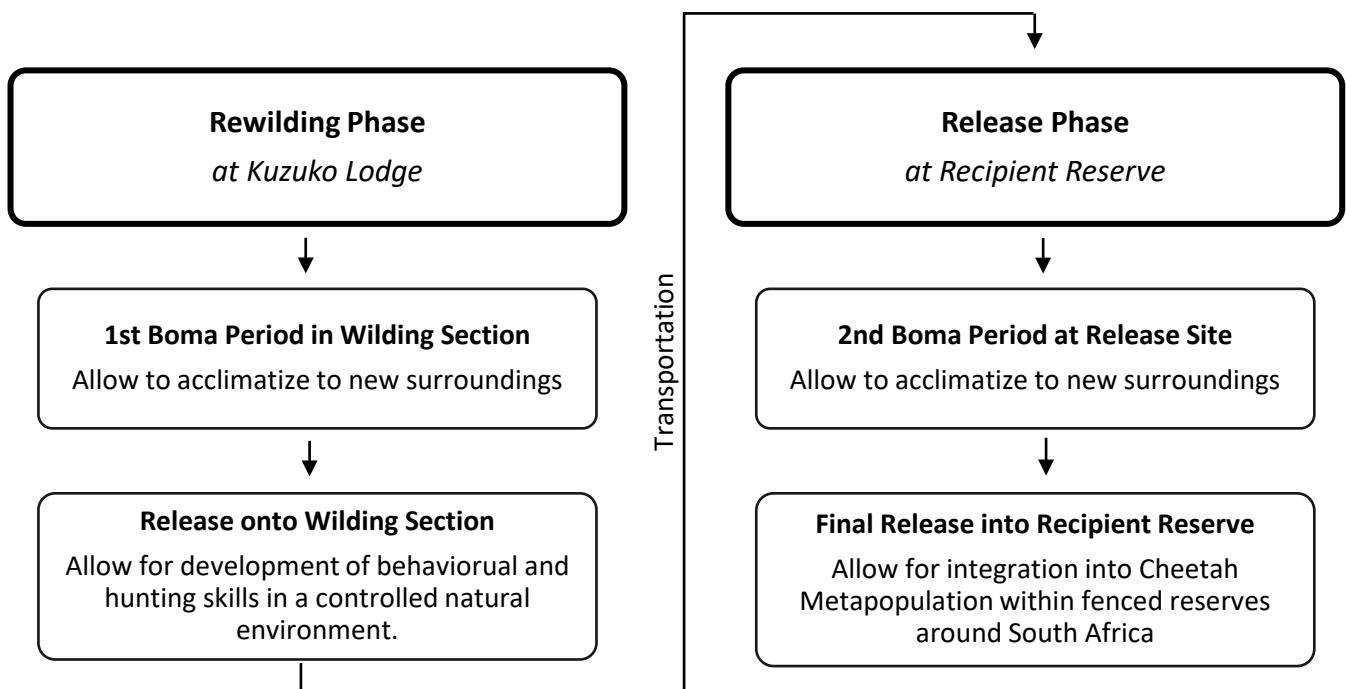 Rewilding Phase
at Kuzuko Lodge
1st Boma Period in Wilding Section
Allow to acclimatize to new surroundings
Release onto Wilding Section
Allow for development of behaviorual and
hunting skills in a controlled natural
environment.
Transportation
Release Phase
at Recipient Reserve
2nd Boma Period at Release Site
Allow to acclimatize to new surroundings
Final Release into Recipient Reserve
Allow for integration into Cheetah
Metapopulation within fenced reserves
around South Africa